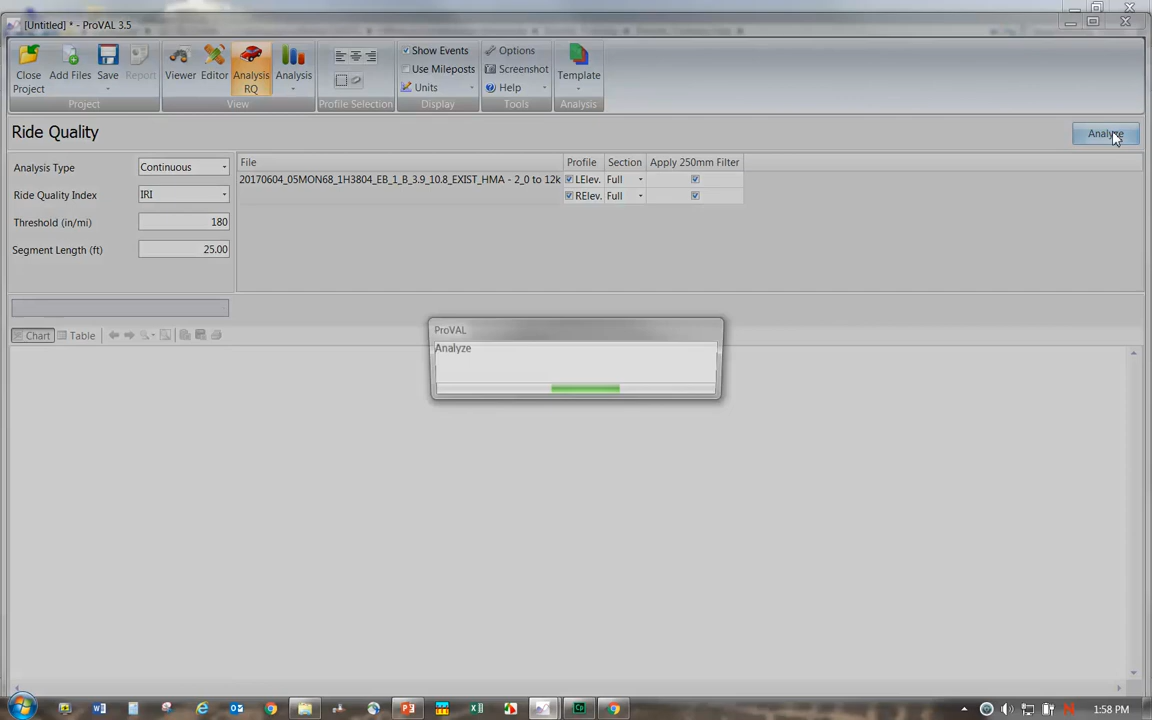 [Untitled] * - ProVAL 3.5
Close Project
Add Files
Save
Report
Project
Viewer
Editor
Analysis RQ
Analysis
View
Profile Selection
Show Events
Use Mileposts
Units
Display
Options
Screenshot
Help
Tools
Template
Analysis
Ride Quality
Analyze
Analysis Type Continuous
Ride Quality Index IRI
Threshold (in/mi) 180
Segment Length (ft) 25.00
File Profile Section Apply 250mm Filter
20170604_05MON68_1H3804_EB_1_B_3.9_10.8_EXIST_HMA - 2_0 to 12k LElev. Full
RElev. Full
Chart Table
ProVAL
Analyze
1:58 PM